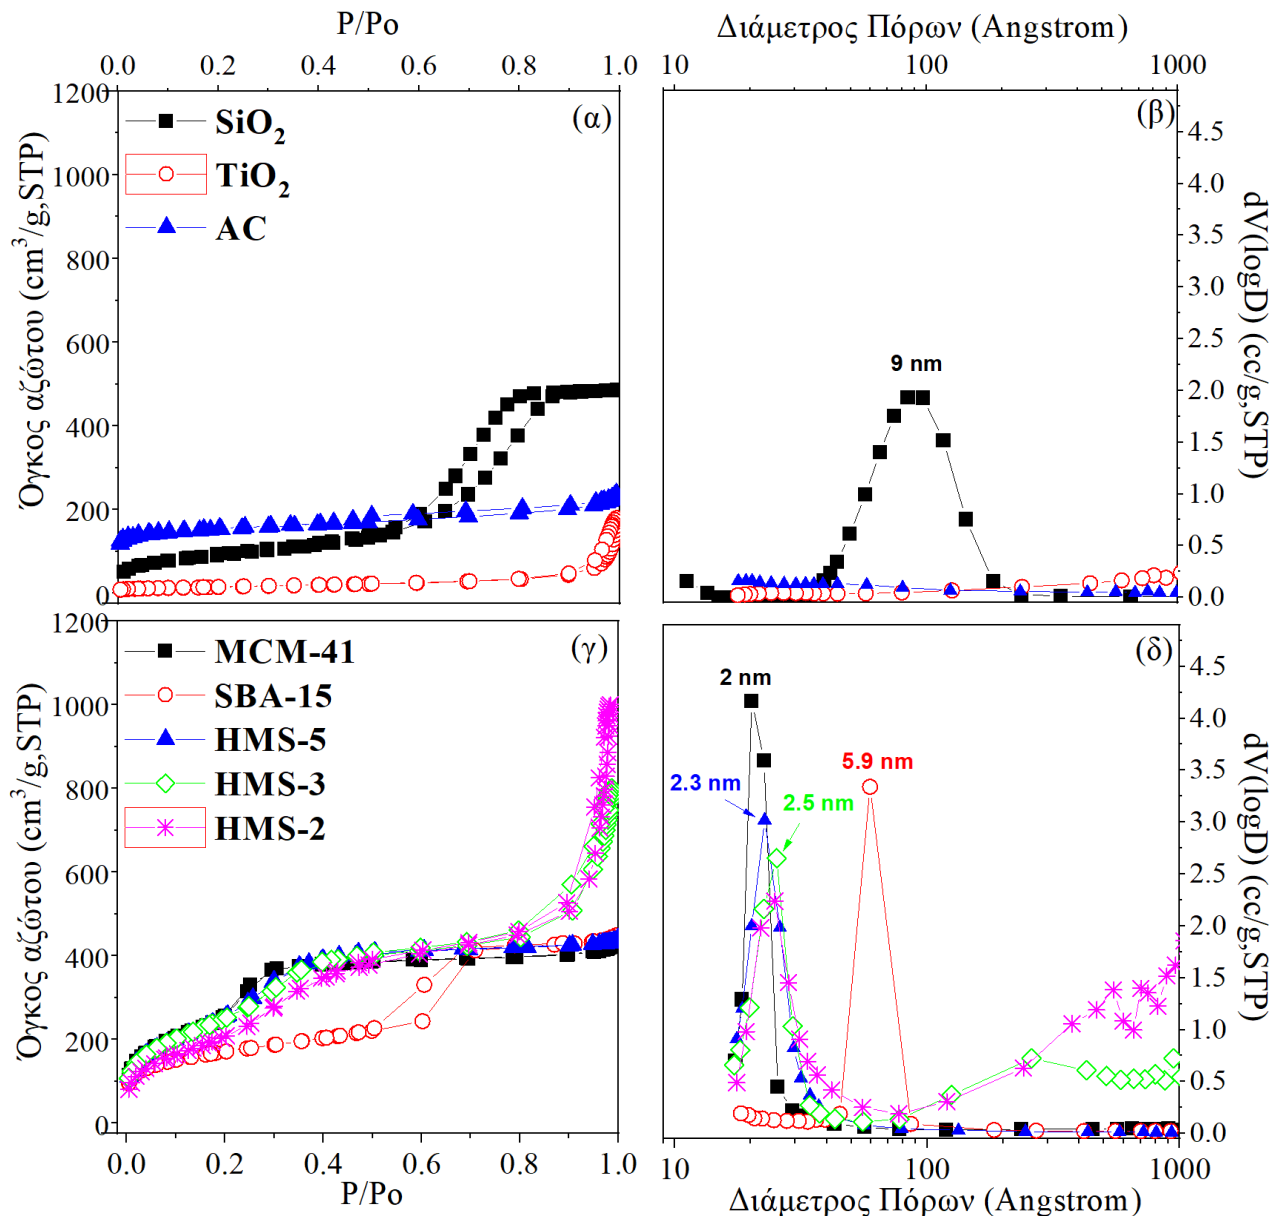 P/Po
0.0 0.2 0.4 0.6 0.8 1.0
Όγκος αζώτου (cm³/g,STP)
1200
1000
800
600
400
200
0
(α)
SiO₂
TiO₂
AC
Διάμετρος Πόρων (Angstrom)
10 100 1000
(β)
9 nm
4.5
4.0
3.5
3.0
2.5
2.0
1.5
1.0
0.5
0.0
dV(logD) (cc/g,STP)
Όγκος αζώτου (cm³/g,STP)
1200
1000
800
600
400
200
0
(γ)
MCM-41
SBA-15
HMS-5
HMS-3
HMS-2
0.0 0.2 0.4 0.6 0.8 1.0
P/Po
(δ)
2 nm
5.9 nm
2.3 nm
2.5 nm
4.5
4.0
3.5
3.0
2.5
2.0
1.5
1.0
0.5
0.0
dV(logD) (cc/g,STP)
10 100 1000
Διάμετρος Πόρων (Angstrom)